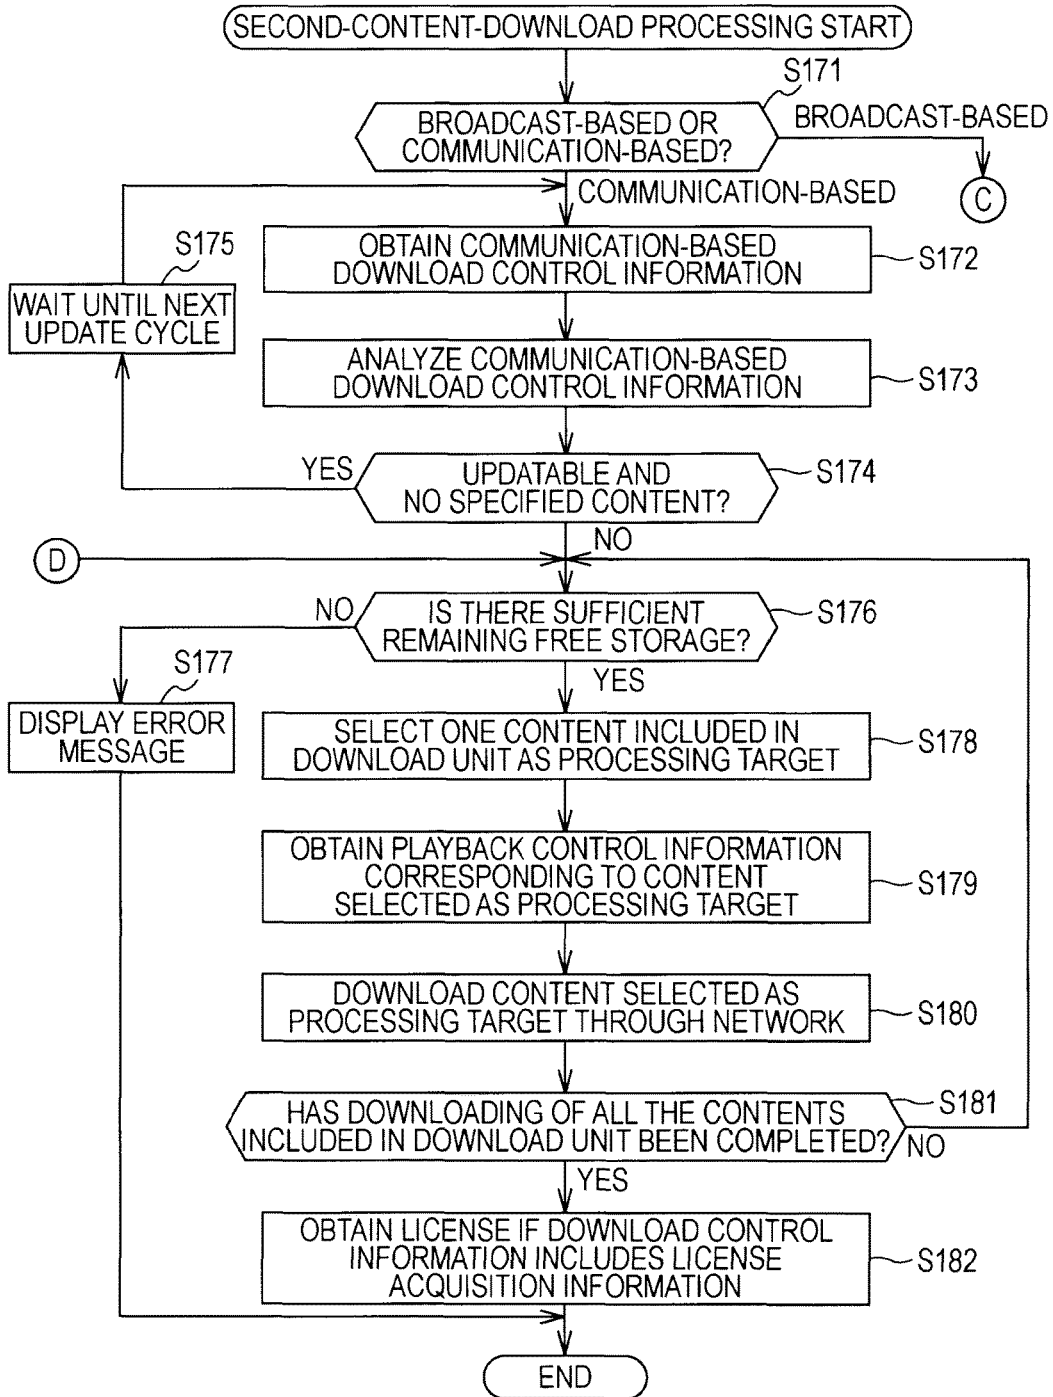 SECOND-CONTENT-DOWNLOAD PROCESSING START
S171
BROADCAST-BASED OR
COMMUNICATION-BASED?
BROADCAST-BASED
C
COMMUNICATION-BASED
S175
WAIT UNTIL NEXT
UPDATE CYCLE
OBTAIN COMMUNICATION-BASED
DOWNLOAD CONTROL INFORMATION
S172
ANALYZE COMMUNICATION-BASED
DOWNLOAD CONTROL INFORMATION
S173
YES
UPDATABLE AND
NO SPECIFIED CONTENT?
S174
NO
D
NO
IS THERE SUFFICIENT
REMAINING FREE STORAGE?
S176
YES
S177
DISPLAY ERROR
MESSAGE
SELECT ONE CONTENT INCLUDED IN
DOWNLOAD UNIT AS PROCESSING TARGET
S178
OBTAIN PLAYBACK CONTROL INFORMATION
CORRESPONDING TO CONTENT
SELECTED AS PROCESSING TARGET
S179
DOWNLOAD CONTENT SELECTED AS
PROCESSING TARGET THROUGH NETWORK
S180
HAS DOWNLOADING OF ALL THE CONTENTS
INCLUDED IN DOWNLOAD UNIT BEEN COMPLETED?
S181
NO
YES
OBTAIN LICENSE IF DOWNLOAD CONTROL
INFORMATION INCLUDES LICENSE
ACQUISITION INFORMATION
S182
END